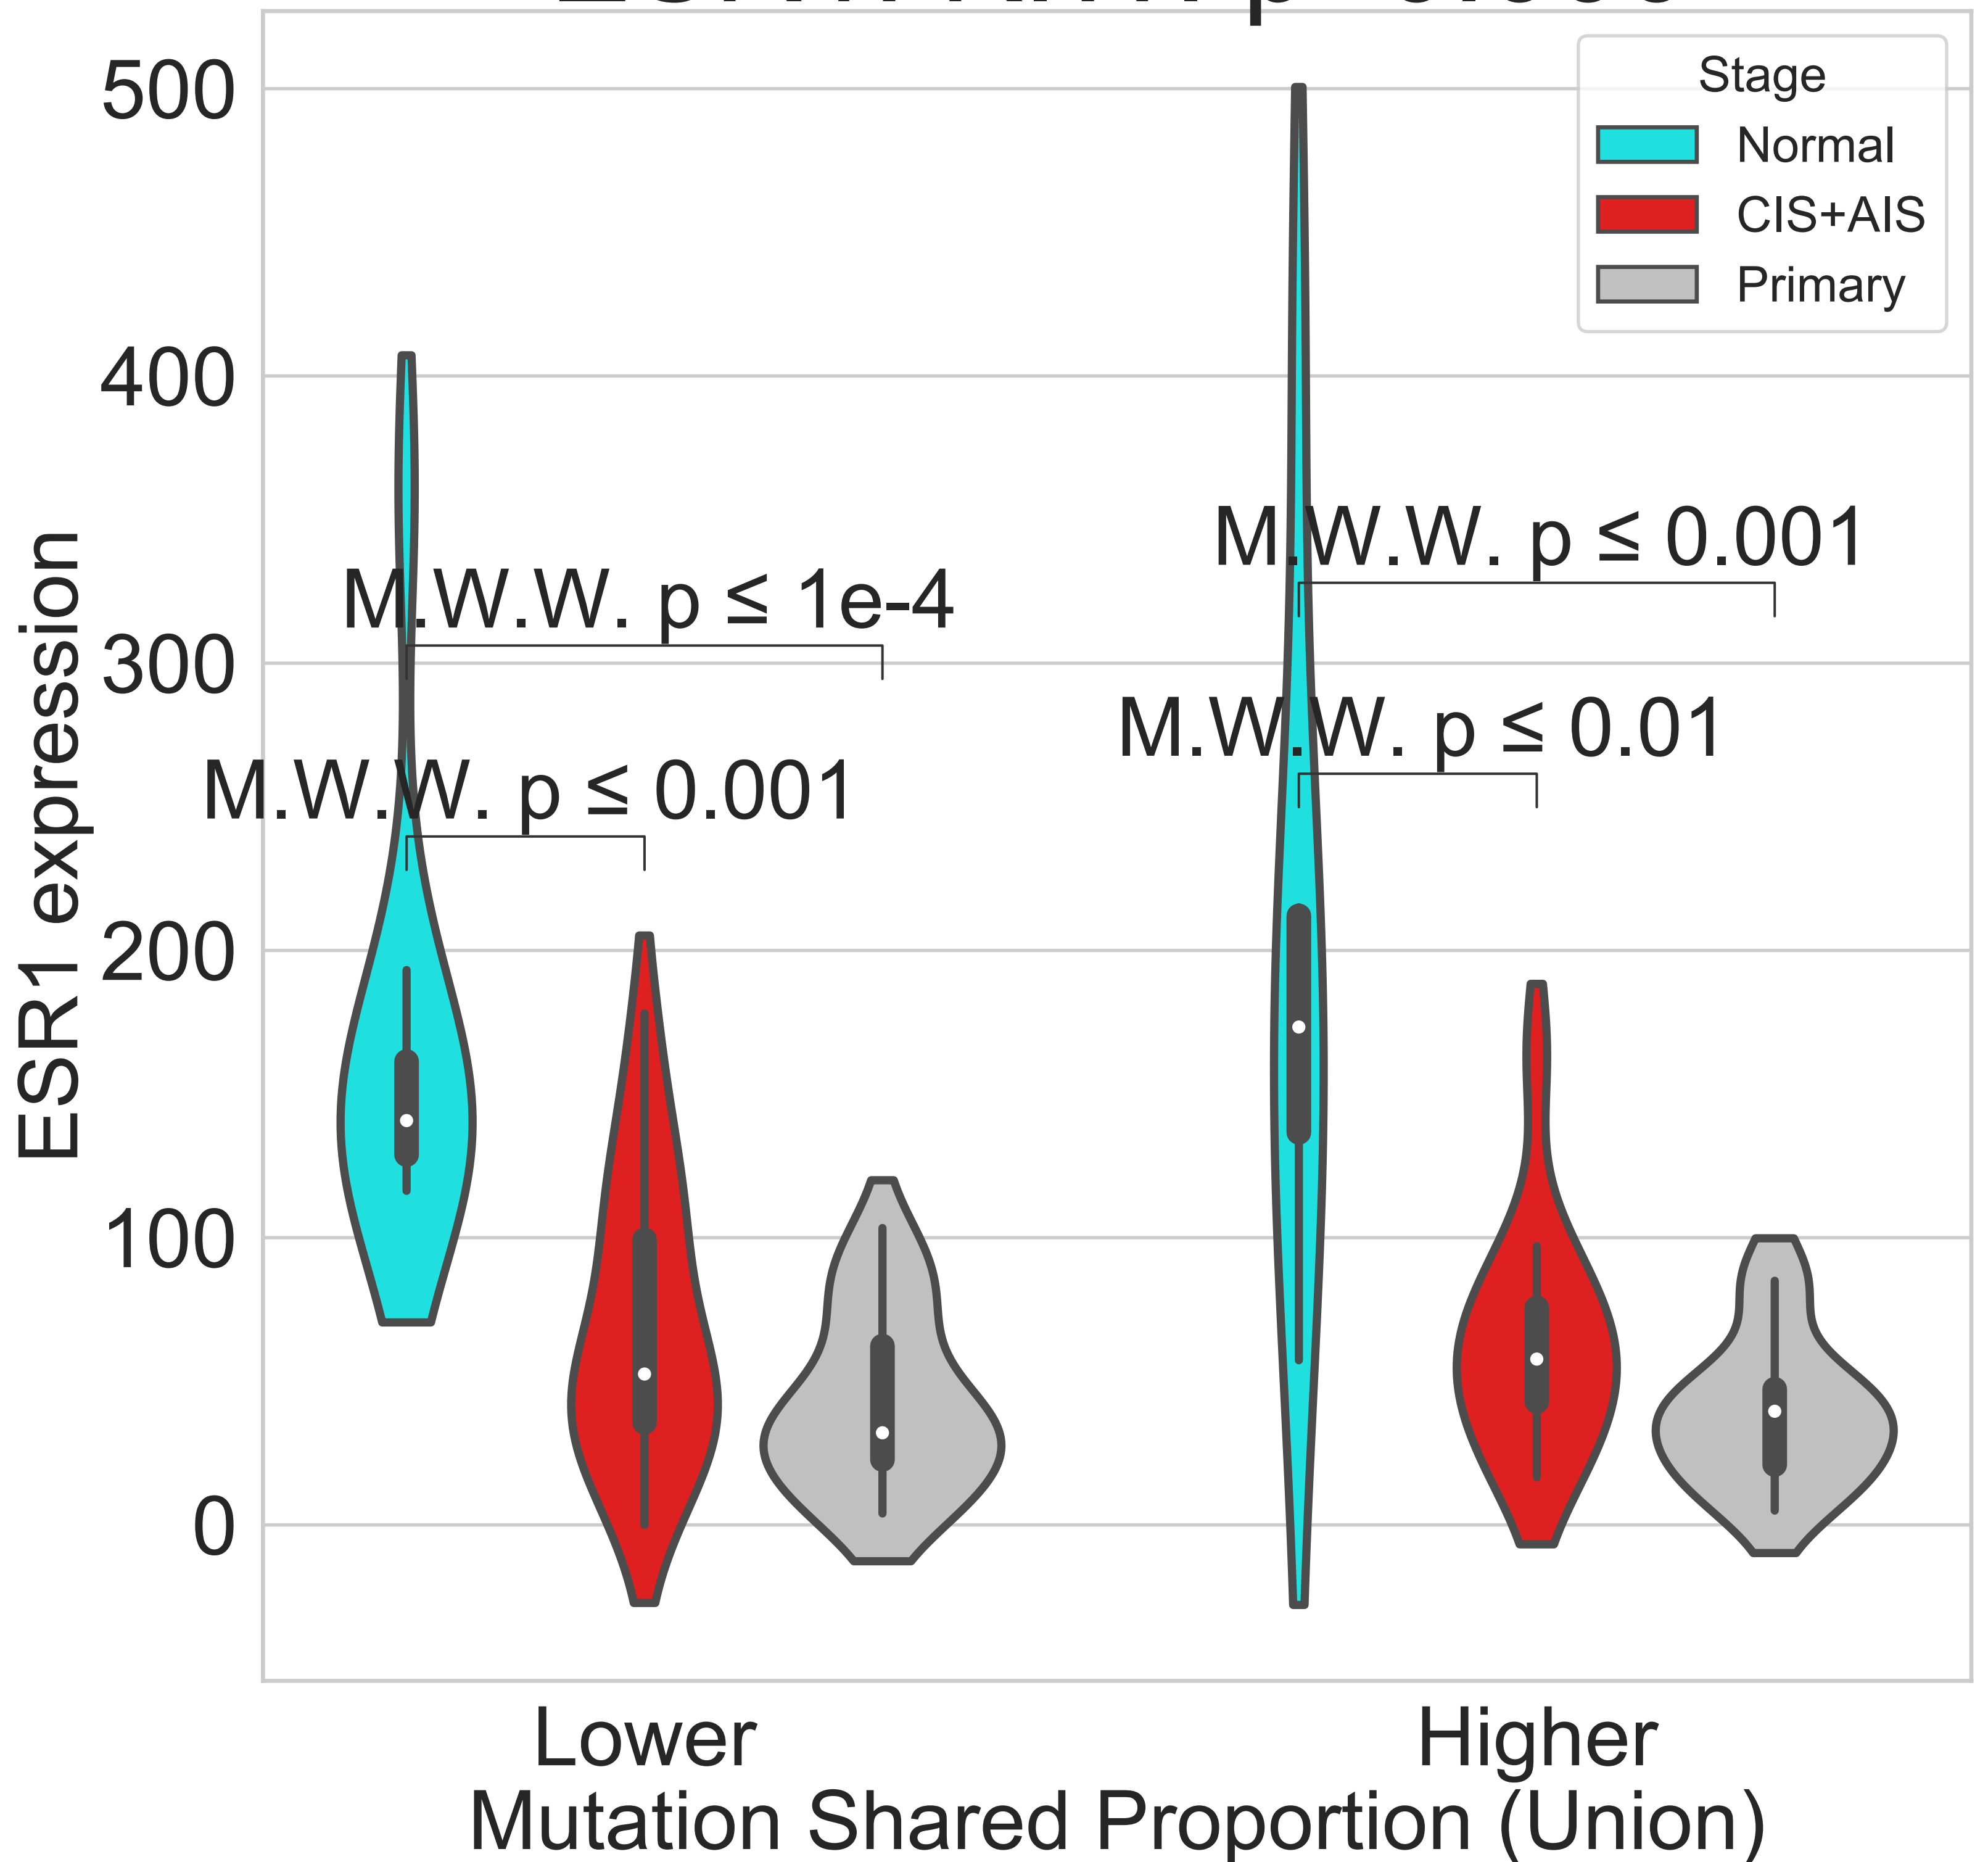 500
400
300
200
100
0
ESR1 expression
Stage
Normal
CIS+AIS
Primary
M.W.W. p ≤ 0.001
M.W.W. p ≤ 1e-4
M.W.W. p ≤ 0.01
M.W.W. p ≤ 0.001
Lower
Higher
Mutation Shared Proportion (Union)